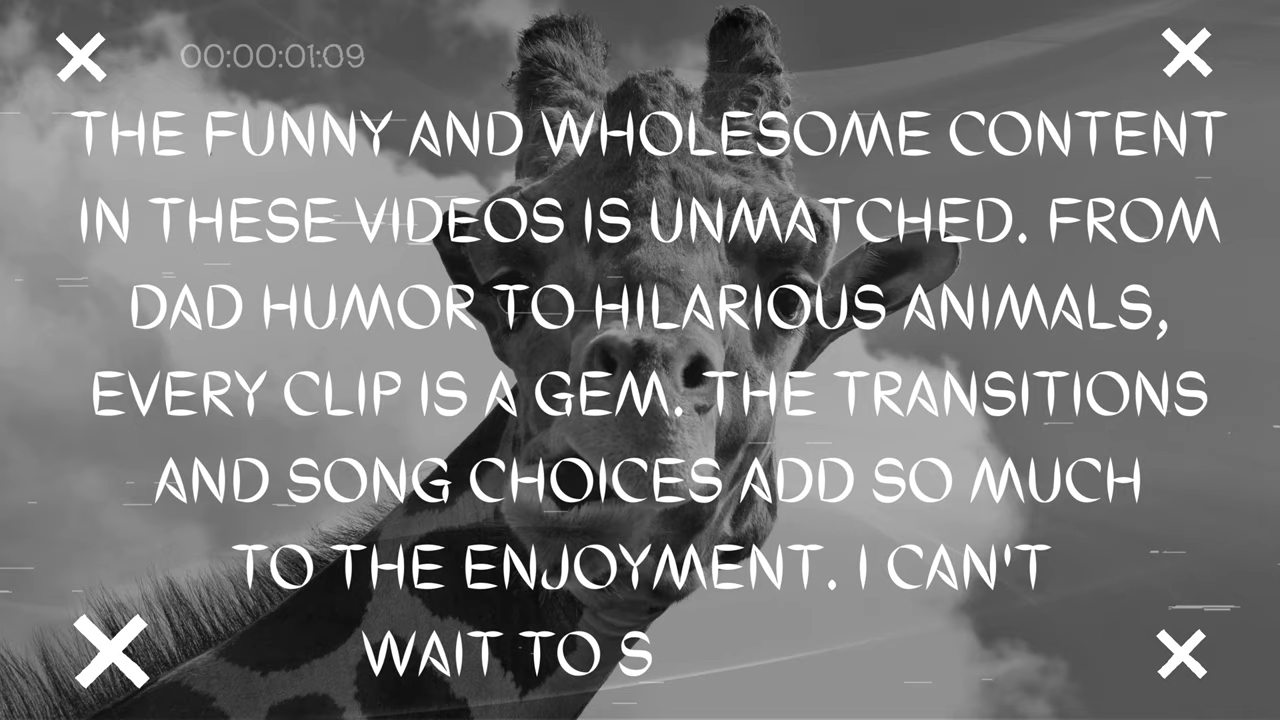 00:00:01:09
THE FUNNY AND WHOLESOME CONTENT
IN THESE VIDEOS IS UNMATCHED. FROM
DAD HUMOR TO HILARIOUS ANIMALS,
EVERY CLIP IS A GEM. THE TRANSITIONS
AND SONG CHOICES ADD SO MUCH
TO THE ENJOYMENT. I CAN'T
WAIT TO S